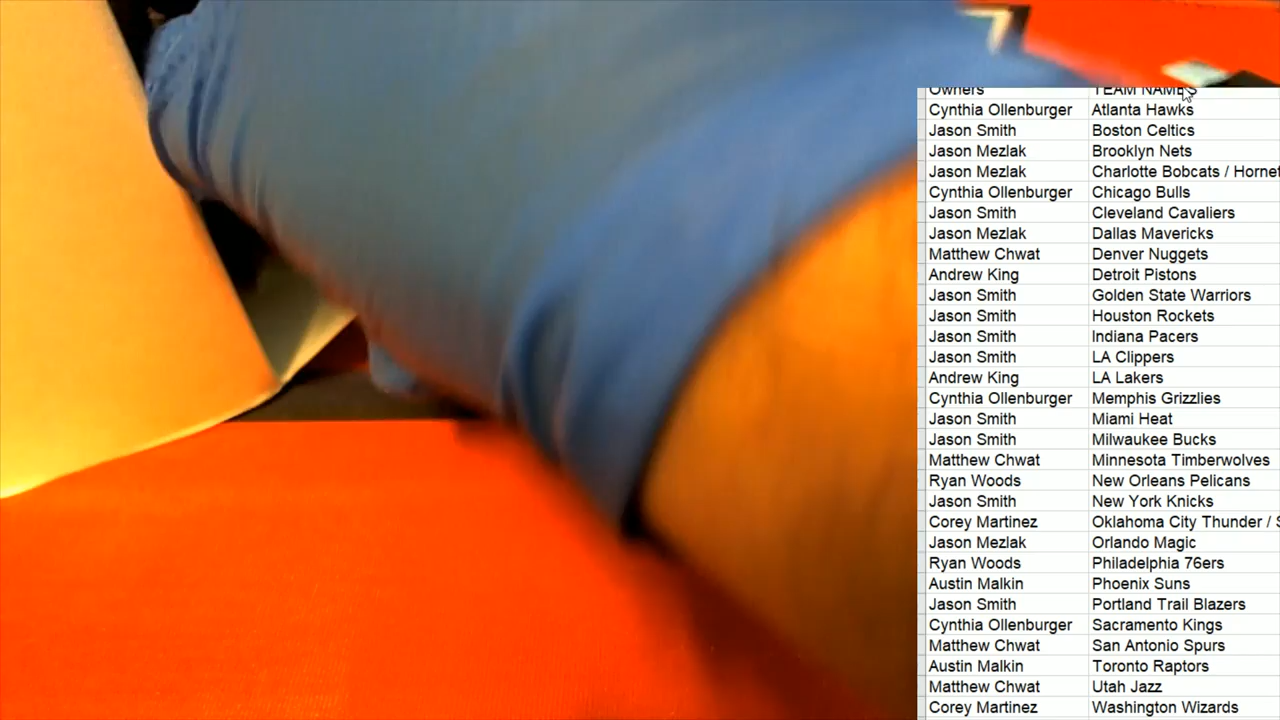 Owners TEAM NAMES
Cynthia Ollenburger Atlanta Hawks
Jason Smith Boston Celtics
Jason Mezlak Brooklyn Nets
Jason Mezlak Charlotte Bobcats / Hornet
Cynthia Ollenburger Chicago Bulls
Jason Smith Cleveland Cavaliers
Jason Mezlak Dallas Mavericks
Matthew Chwat Denver Nuggets
Andrew King Detroit Pistons
Jason Smith Golden State Warriors
Jason Smith Houston Rockets
Jason Smith Indiana Pacers
Jason Smith LA Clippers
Andrew King LA Lakers
Cynthia Ollenburger Memphis Grizzlies
Jason Smith Miami Heat
Jason Smith Milwaukee Bucks
Matthew Chwat Minnesota Timberwolves
Ryan Woods New Orleans Pelicans
Jason Smith New York Knicks
Corey Martinez Oklahoma City Thunder / S
Jason Mezlak Orlando Magic
Ryan Woods Philadelphia 76ers
Austin Malkin Phoenix Suns
Jason Smith Portland Trail Blazers
Cynthia Ollenburger Sacramento Kings
Matthew Chwat San Antonio Spurs
Austin Malkin Toronto Raptors
Matthew Chwat Utah Jazz
Corey Martinez Washington Wizards